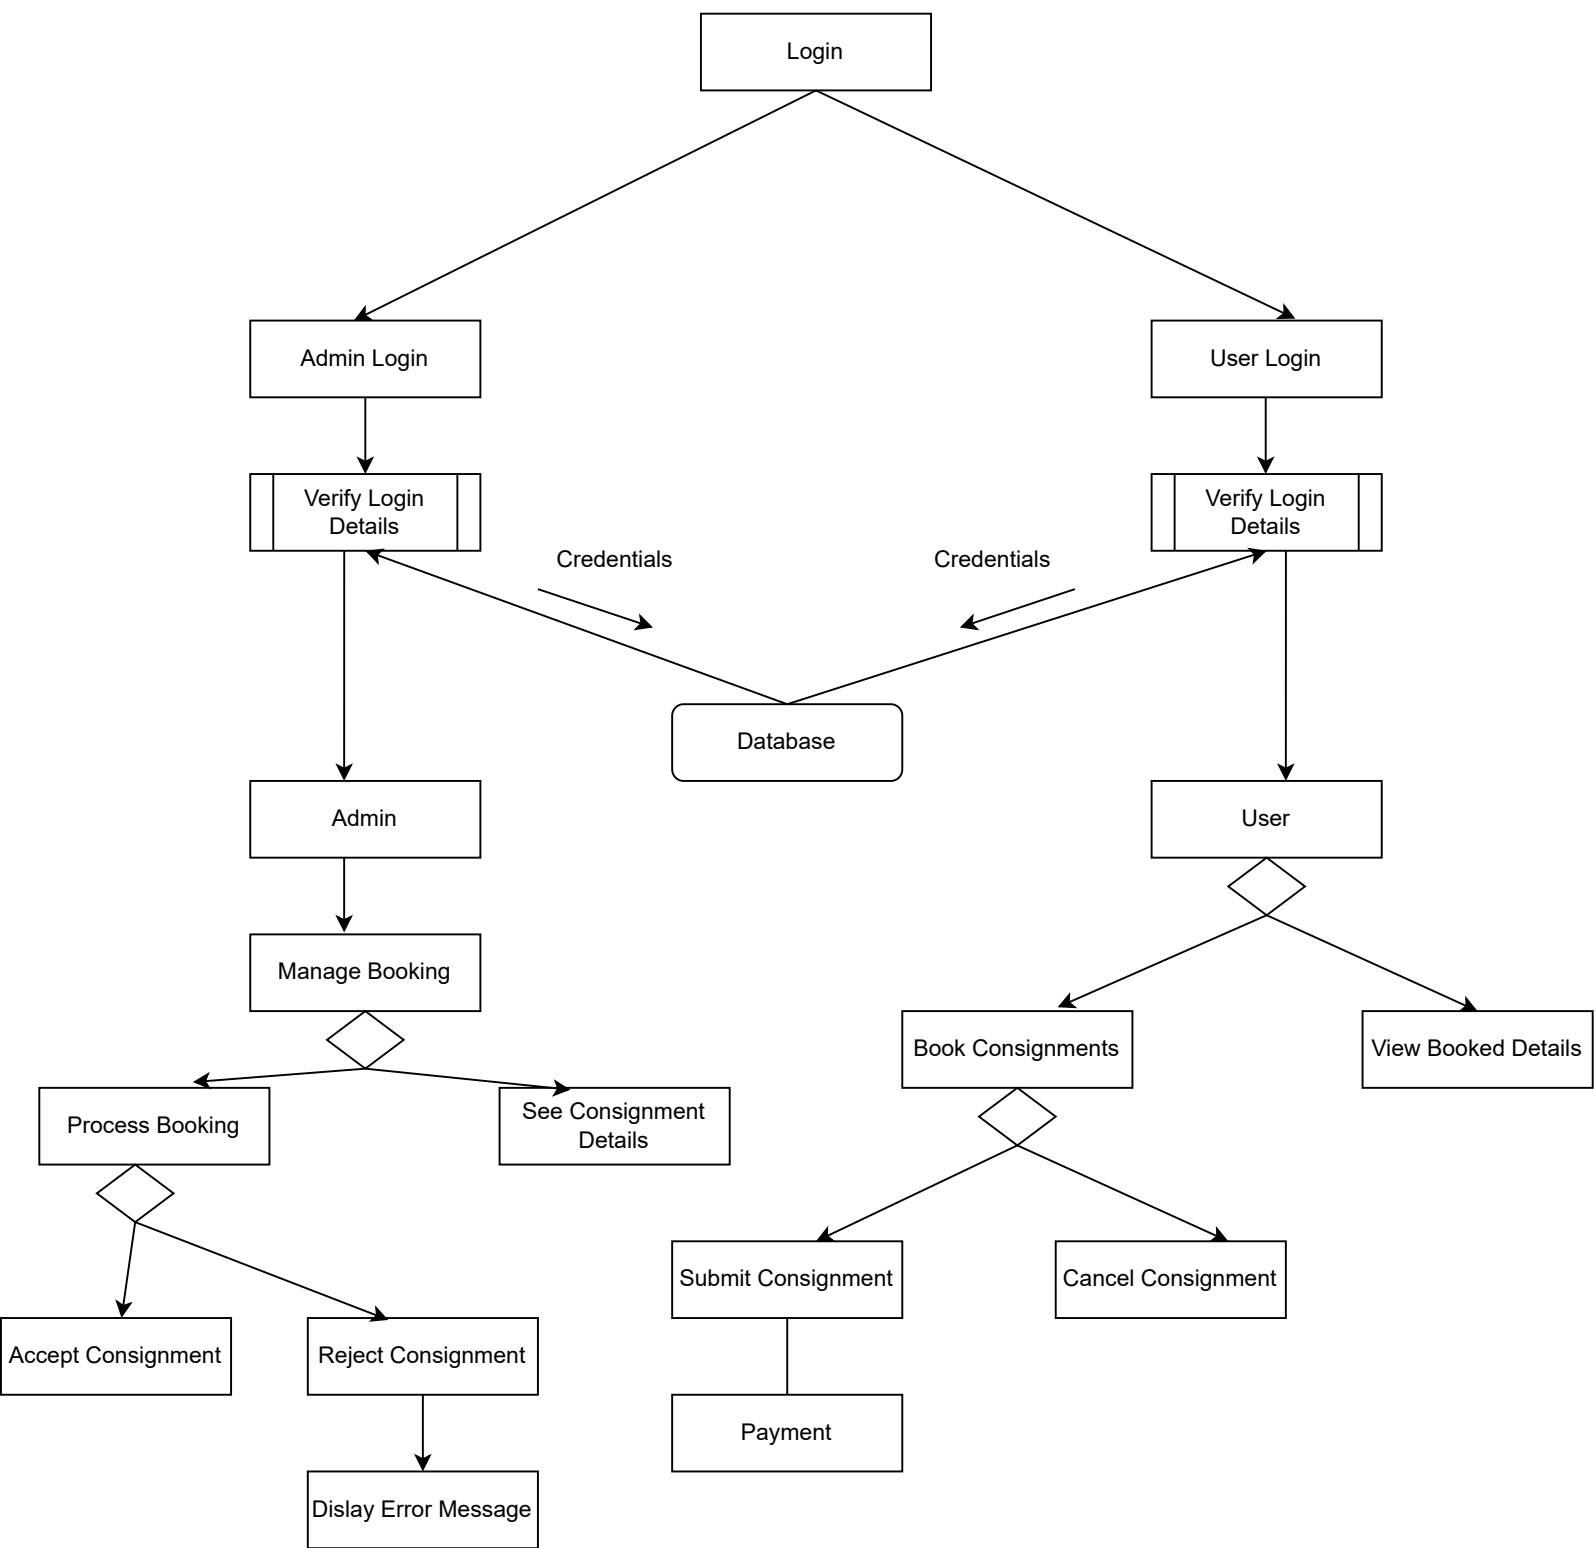 Login
Admin Login
User Login
Verify Login
Details
Verify Login
Details
Credentials
Credentials
Database
Admin
User
Manage Booking
Book Consignments
View Booked Details
Process Booking
See Consignment
Details
Submit Consignment
Cancel Consignment
Accept Consignment
Reject Consignment
Payment
Dislay Error Message